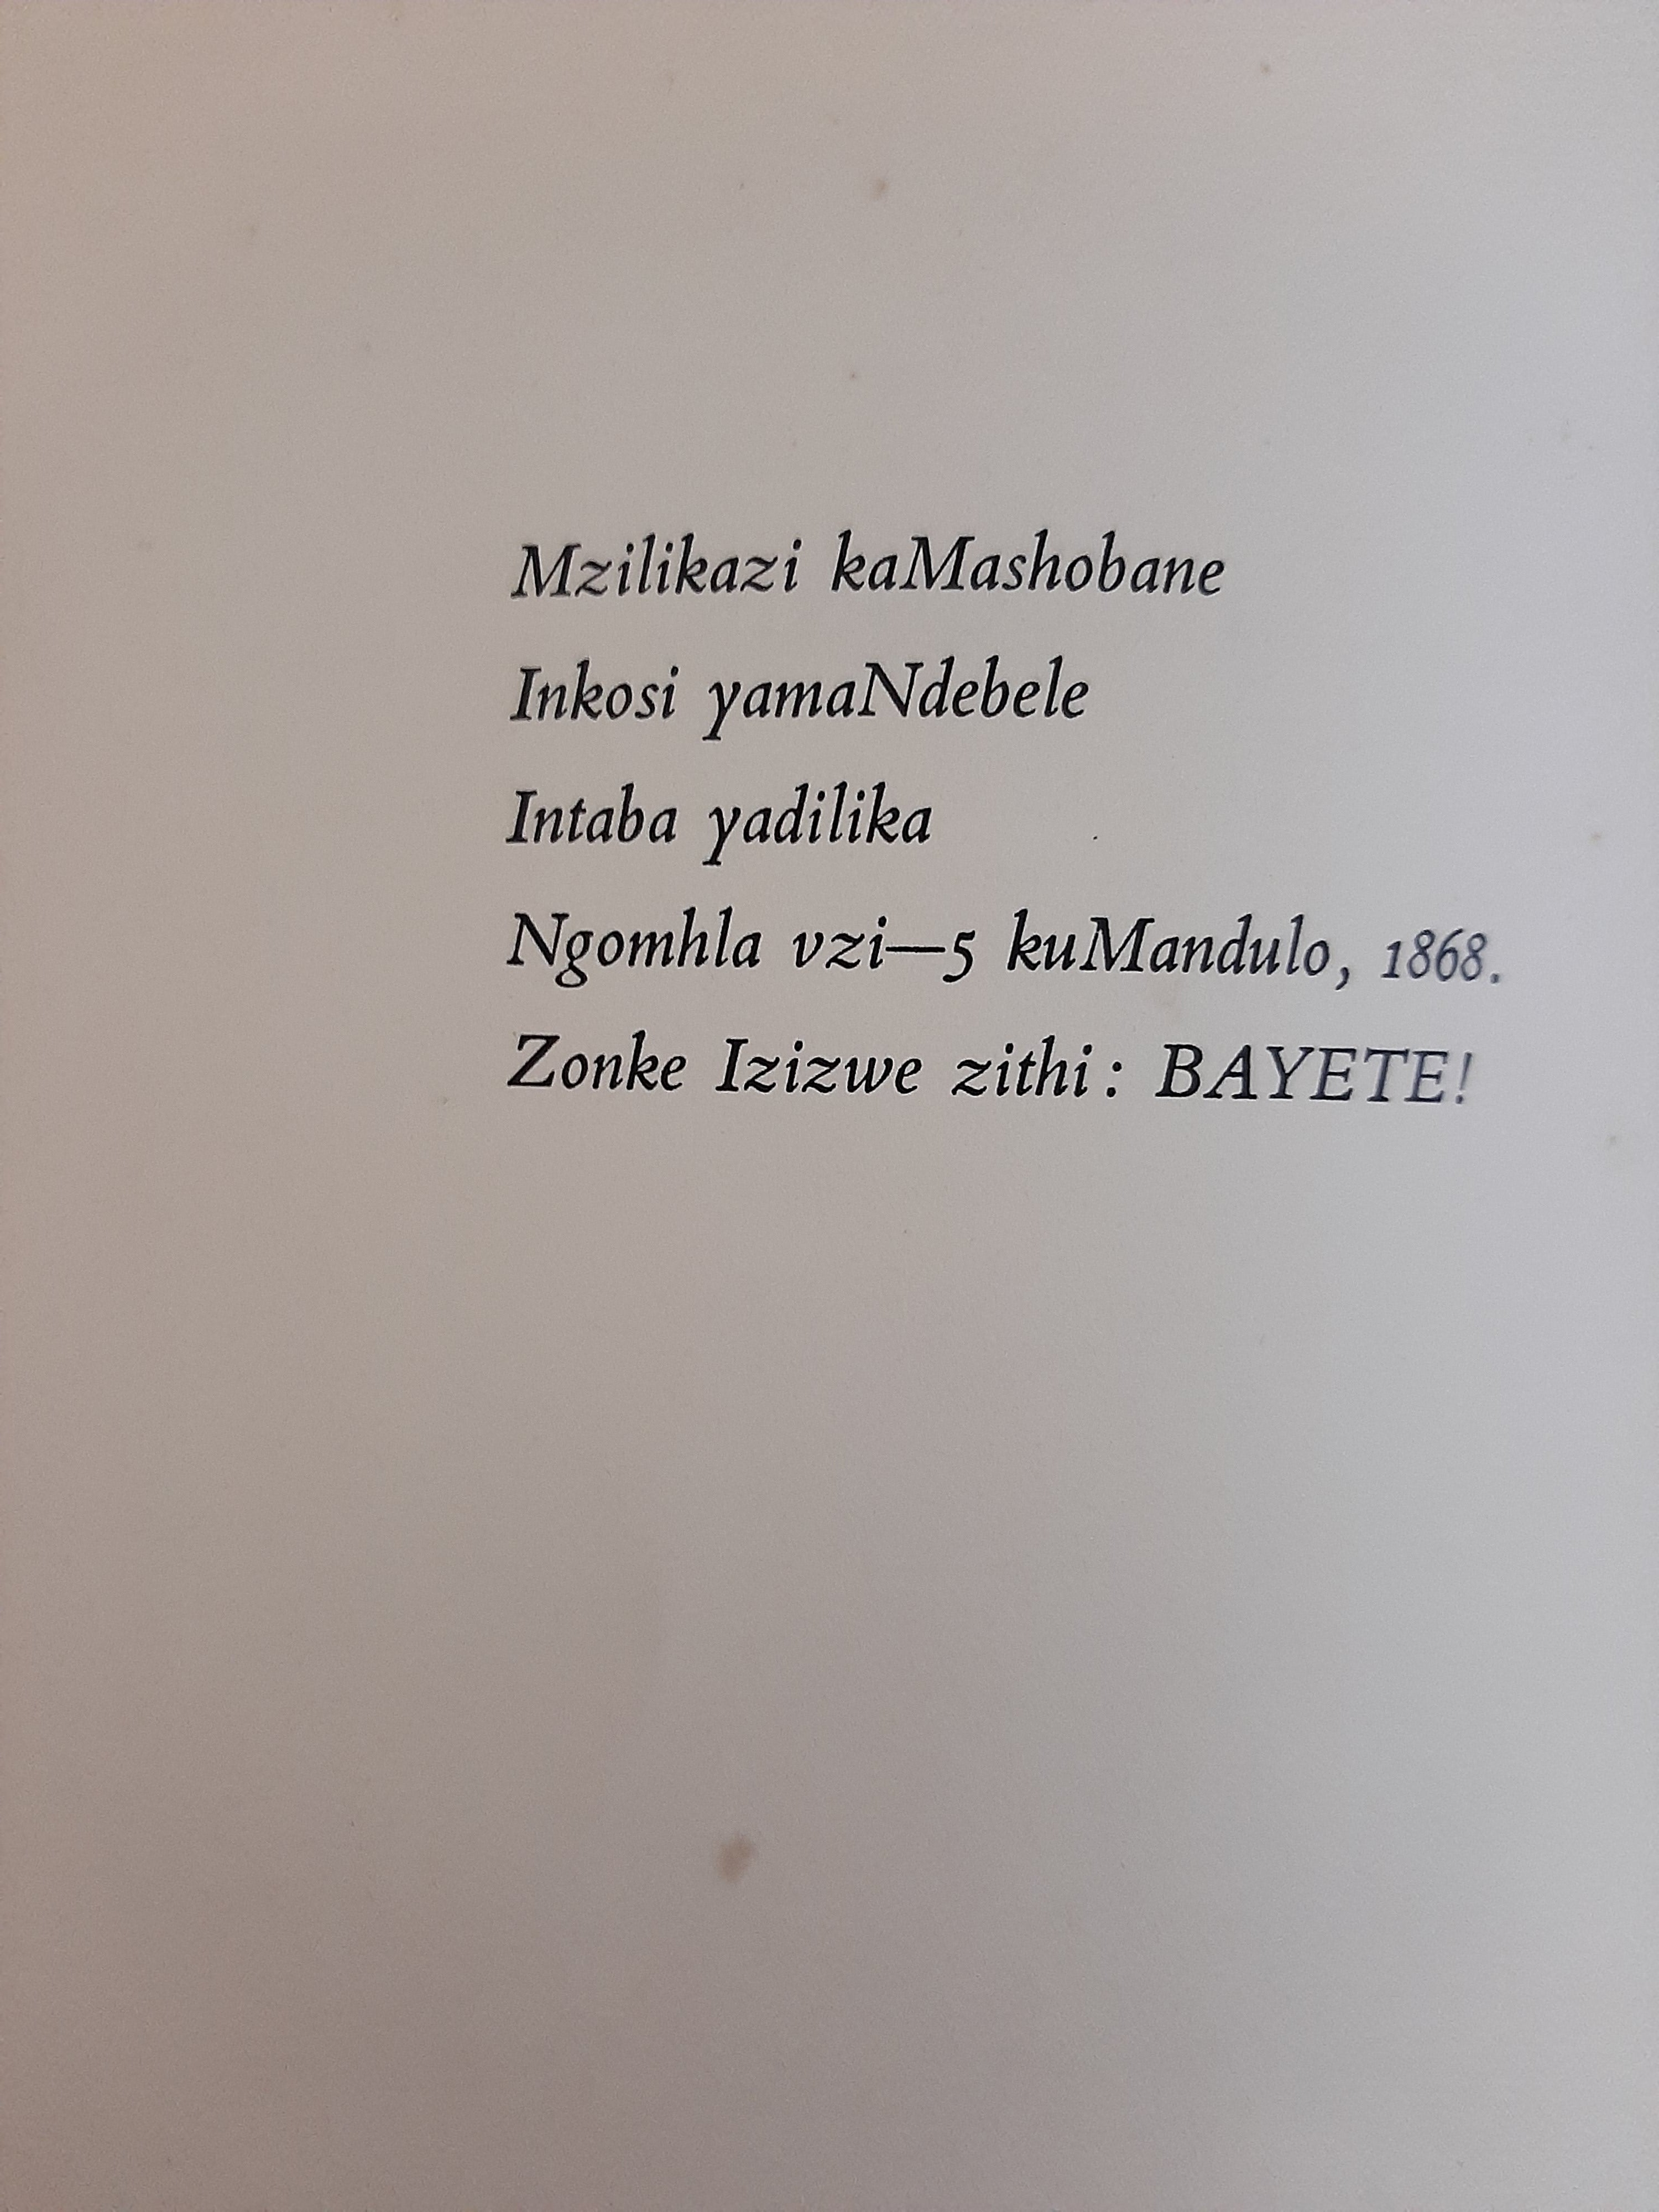 Mzilikazi kaMashobane
Inkosi yamaNdebele
Intaba yadilika
Ngomhla vzi—5 kuMandulo, 1868.
Zonke Izizwe zithi: BAYETE!